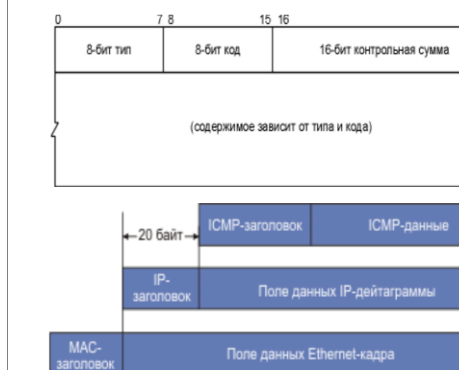 0 7 8 15 16
8-бит тип 8-бит код 16-бит контрольная сумма
(содержимое зависит от типа и кода)
ICMP-заголовок ICMP-данные
20 байт
IP-
заголовок
Поле данных IP-дейтаграммы
MAC-
заголовок
Поле данных Ethernet-кадра